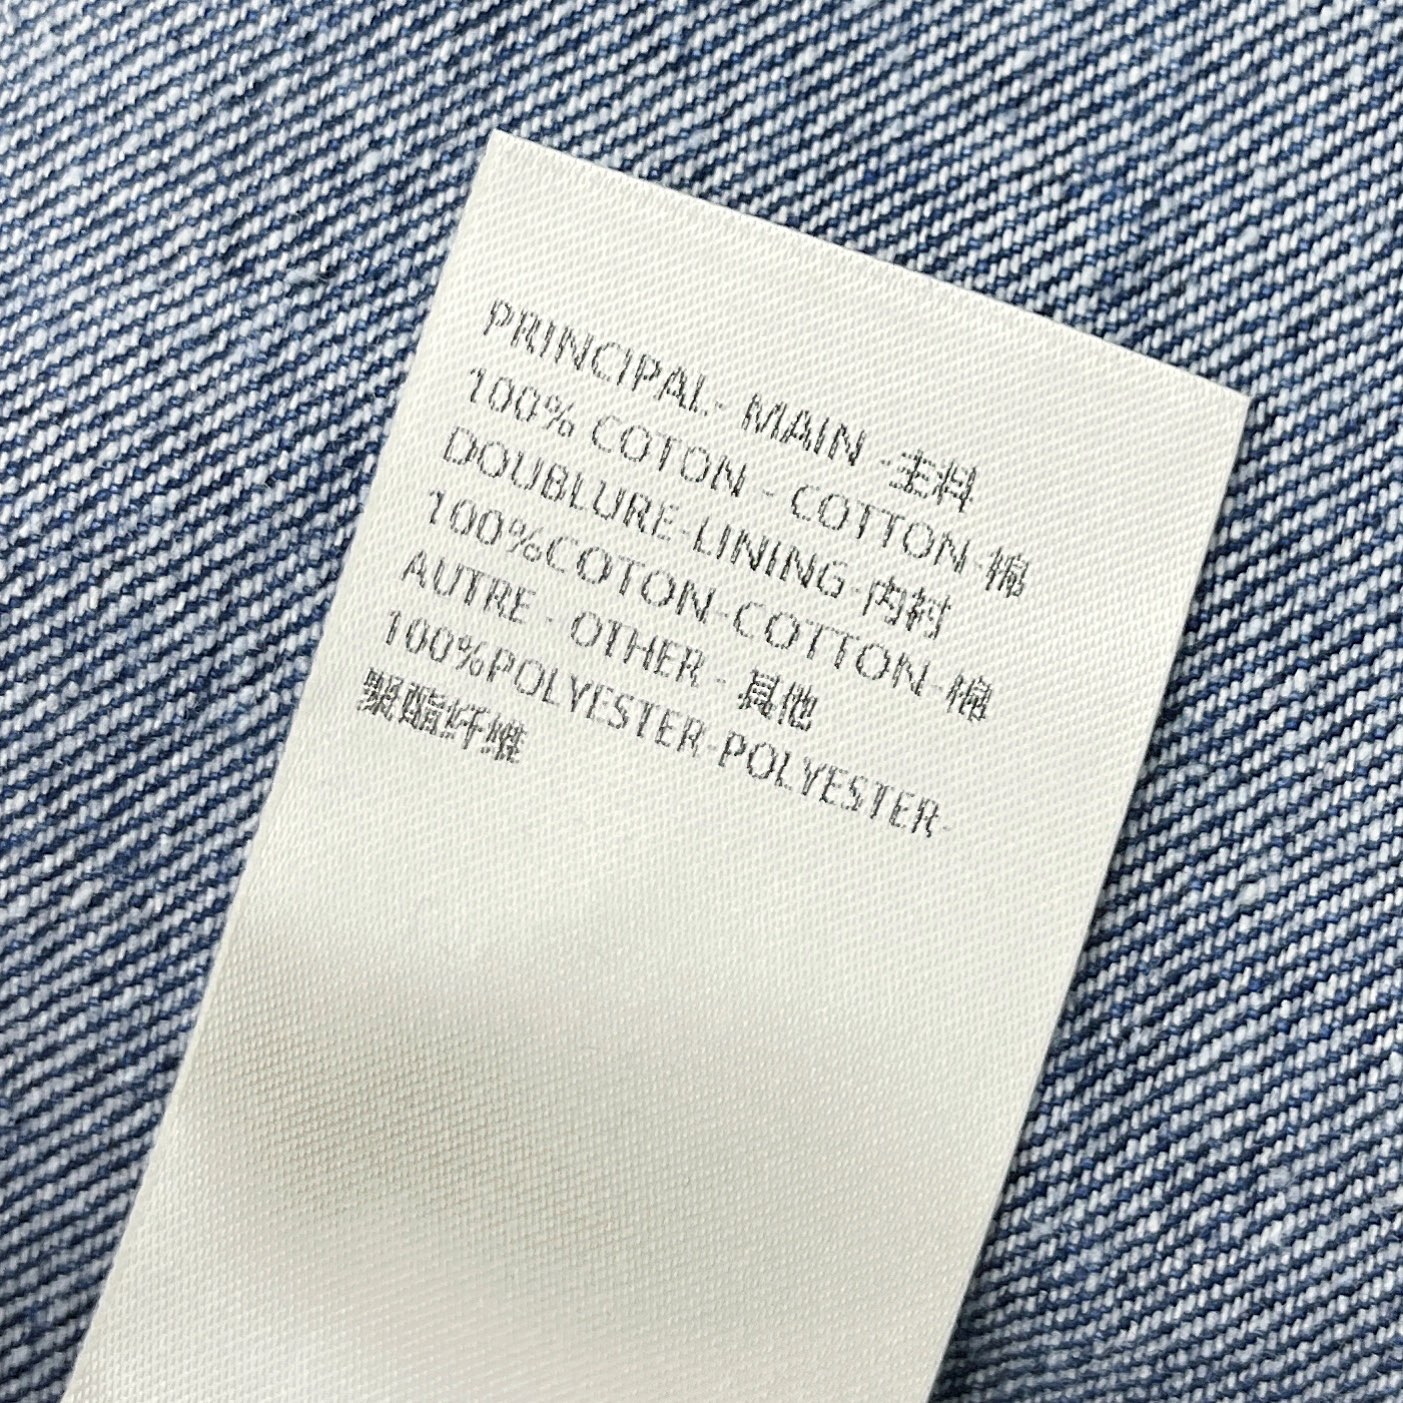 PRINCIPAL- MAIN -主料
100% COTON - COTTON-棉
DOUBLURE-LINING-内衬
100%COTON-COTTON-棉
AUTRE - OTHER - 其他
100%POLYESTER-POLYESTER-
聚酯纤维